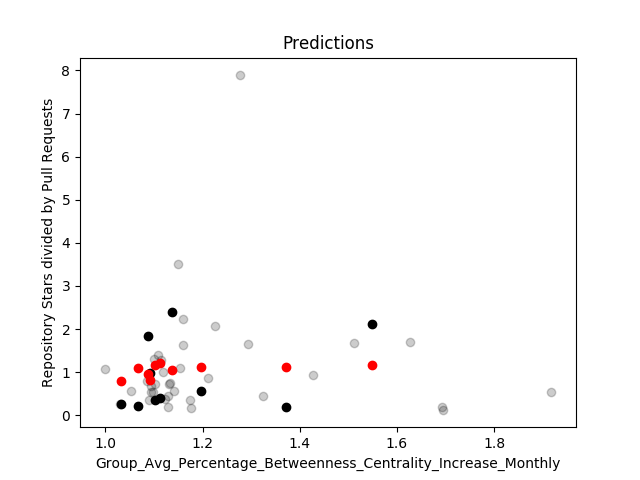 Predictions
Repository Stars divided by Pull Requests
8
7
6
5
4
3
2
1
0
1.0 1.2 1.4 1.6 1.8
Group_Avg_Percentage_Betweenness_Centrality_Increase_Monthly